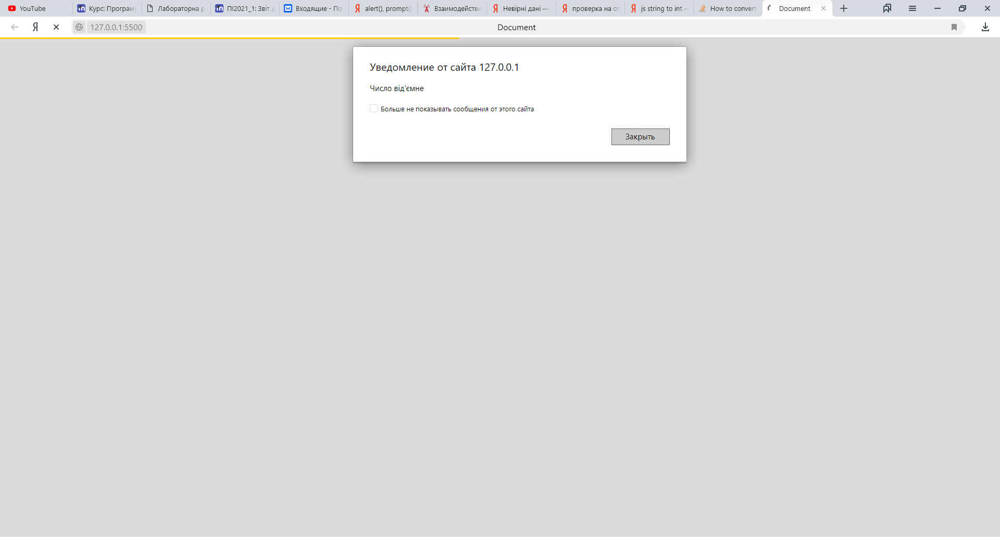 YouTube
Курс: Програму
Лабораторна р
ПІ2021_1: Звіт д
Входящие - По
alert(), prompt()
Взаимодействи
Невірні дані —
проверка на от
js string to int —
How to convert
Document
127.0.0.1:5500
Document
Уведомление от сайта 127.0.0.1
Число від'ємне
Больше не показывать сообщения от этого сайта
Закрыть